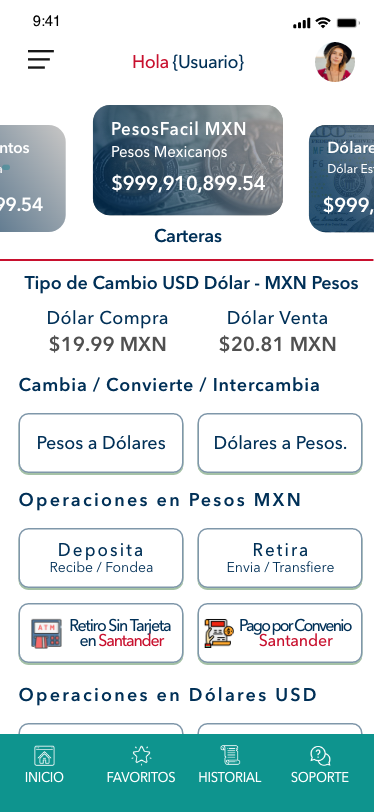 9:41
Hola {Usuario}
ntos
99.54
PesosFacil MXN
Pesos Mexicanos
$999,910,899.54
Dólare
Dólar Es
$999,
Carteras
Tipo de Cambio USD Dólar - MXN Pesos
Dólar Compra
$19.99 MXN
Dólar Venta
$20.81 MXN
Cambia / Convierte / Intercambia
Pesos a Dólares
Dólares a Pesos.
Operaciones en Pesos MXN
Deposita
Recibe / Fondea
Retira
Envia / Transfiere
ATM
Retiro Sin Tarjeta
en Santander
Pago por Convenio
Santander
Operaciones en Dólares USD
INICIO
FAVORITOS
HISTORIAL
SOPORTE